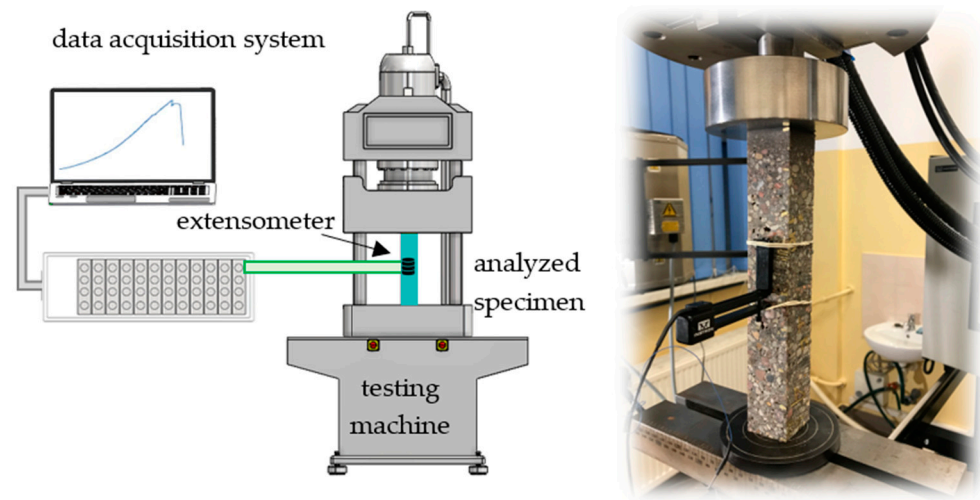 data acquisition system
extensometer
analyzed
specimen
testing
machine